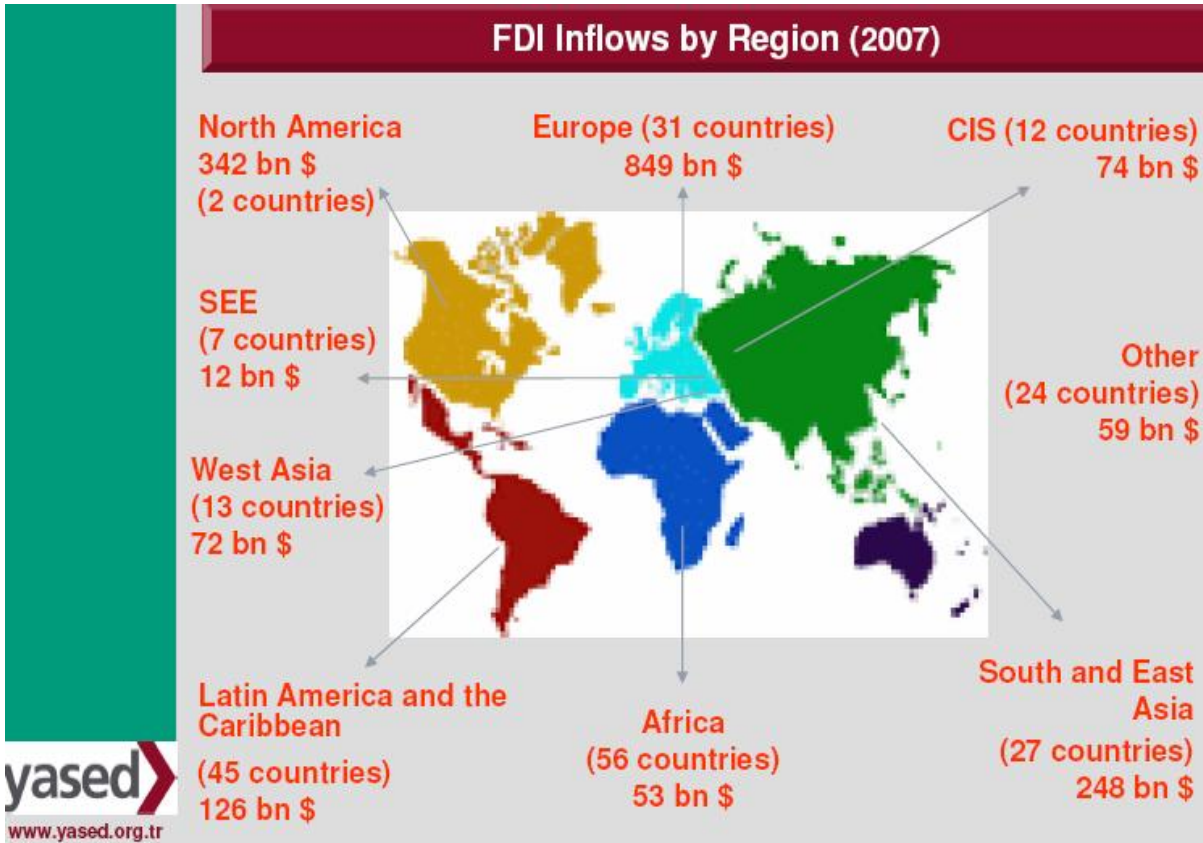 FDI Inflows by Region (2007)
North America
342 bn $
(2 countries)
Europe (31 countries)
849 bn $
CIS (12 countries)
74 bn $
SEE
(7 countries)
12 bn $
Other
(24 countries)
59 bn $
West Asia
(13 countries)
72 bn $
Latin America and the
Caribbean
(45 countries)
126 bn $
Africa
(56 countries)
53 bn $
South and East
Asia
(27 countries)
248 bn $
yased
www.yased.org.tr